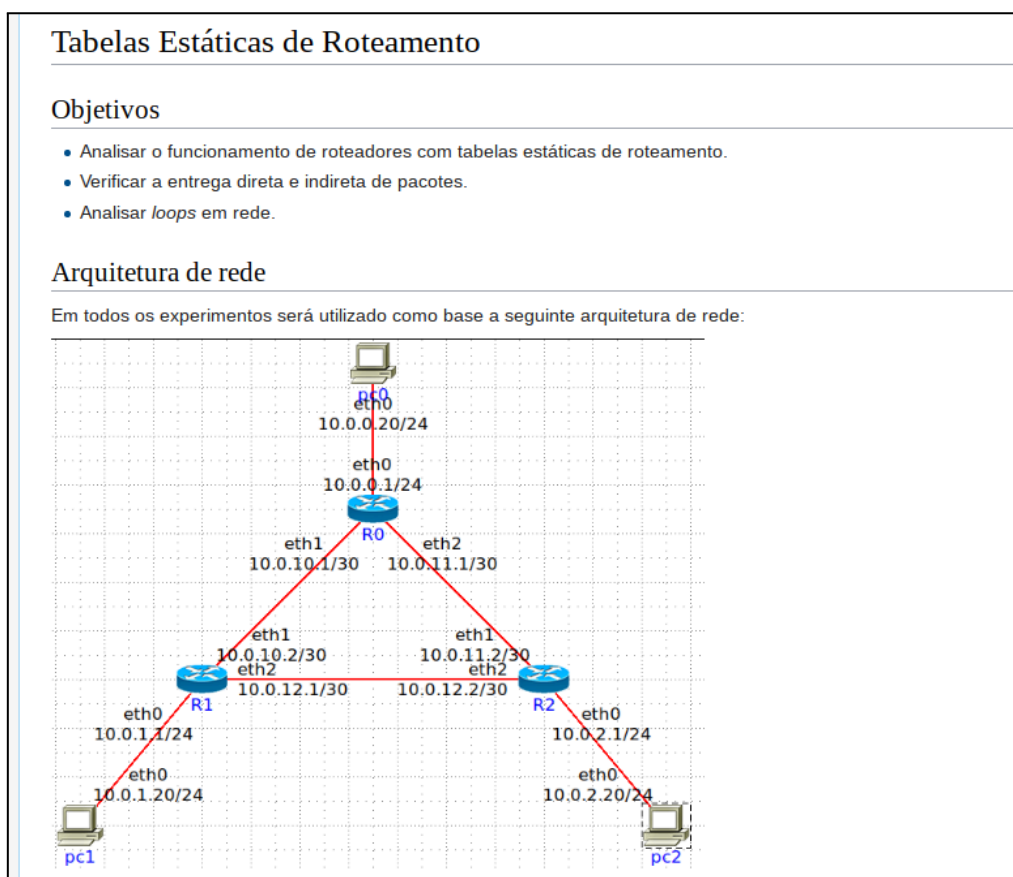 Tabelas Estáticas de Roteamento
Objetivos
Analisar o funcionamento de roteadores com tabelas estáticas de roteamento.
Verificar a entrega direta e indireta de pacotes.
Analisar loops em rede.
Arquitetura de rede
Em todos os experimentos será utilizado como base a seguinte arquitetura de rede:
pc0
eth0
10.0.0.20/24
eth0
10.0.0.1/24
R0
eth1
10.0.10.1/30
eth2
10.0.11.1/30
eth1
10.0.10.2/30
eth2
10.0.12.1/30
R1
eth1
10.0.11.2/30
eth2
10.0.12.2/30
R2
eth0
10.0.1.1/24
eth0
10.0.1.20/24
pc1
eth0
10.0.2.1/24
eth0
10.0.2.20/24
pc2